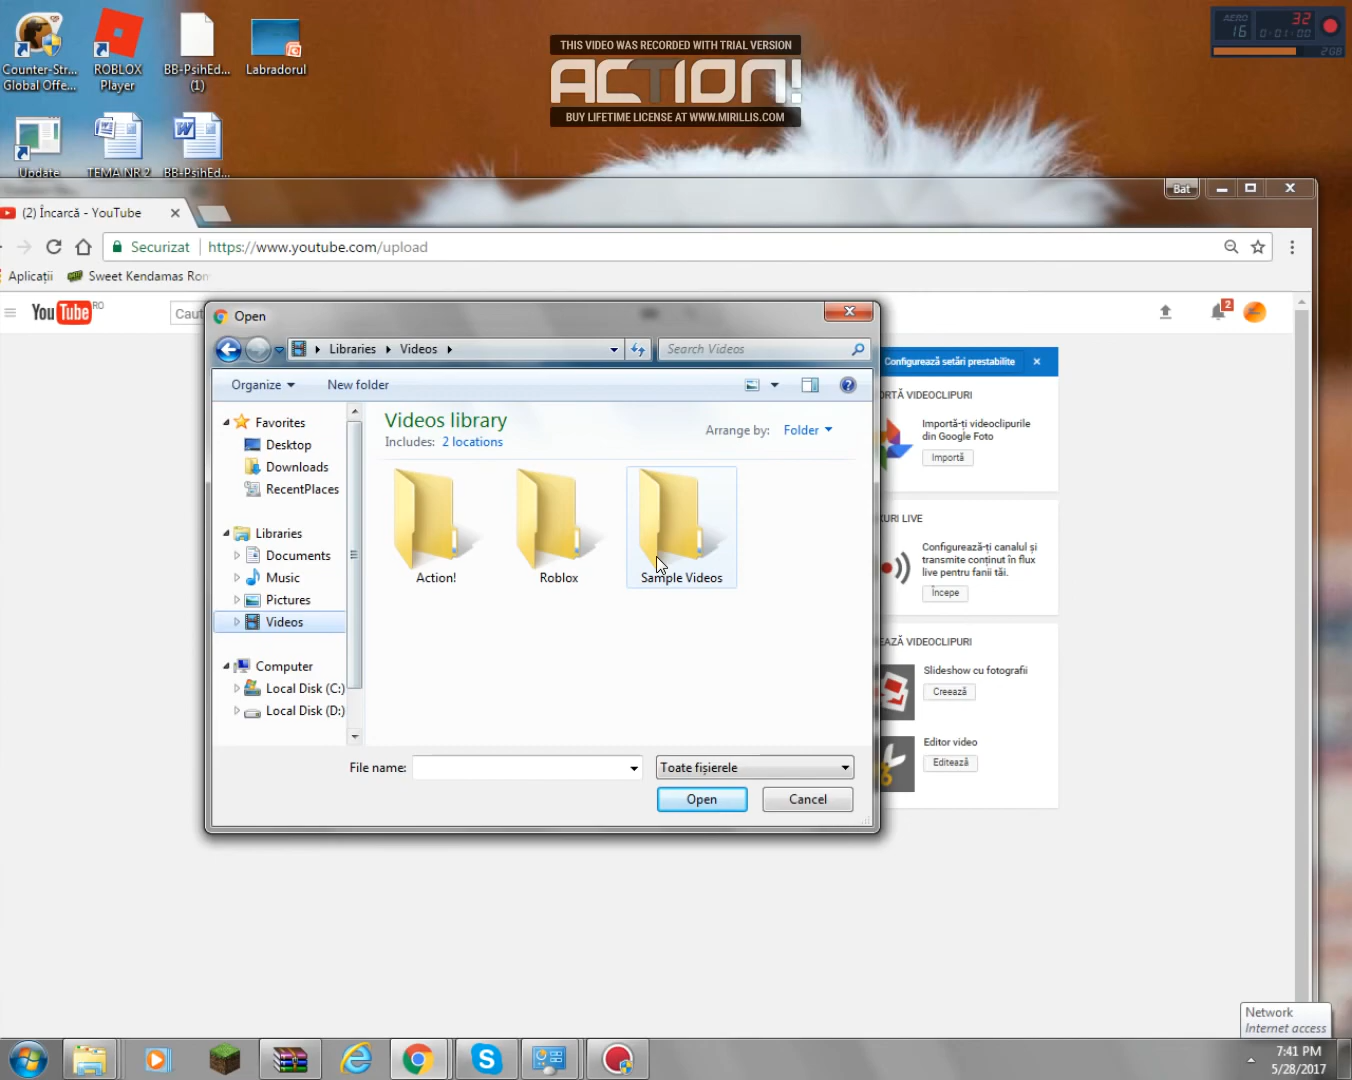 Counter-Str...
Global Offe...
ROBLOX
Player
BB-PsihEd...
(1)
Labradorul
Update
TEMA NR.2
BB-PsihEd...
THIS VIDEO WAS RECORDED WITH TRIAL VERSION
ACTION!
BUY LIFETIME LICENSE AT WWW.MIRILLIS.COM
AERO
16
32
0:01:00
2GB
Bat
(2) Încarcă - YouTube
Securizat
https://www.youtube.com/upload
Aplicații
Sweet Kendamas Rom
YouTube RO
Caut
2
Open
Libraries
Videos
Search Videos
Organize
New folder
Favorites
Desktop
Downloads
RecentPlaces
Libraries
Documents
Music
Pictures
Videos
Computer
Local Disk (C:)
Local Disk (D:)
Videos library
Includes: 2 locations
Arrange by: Folder
Action!
Roblox
Sample Videos
File name:
Toate fișierele
Open
Cancel
Configurează setări prestabilite
ORTĂ VIDEOCLIPURI
Importă-ți videoclipurile
din Google Foto
Importă
XURI LIVE
Configurează-ți canalul și
transmite conținut în flux
live pentru fanii tăi.
Începe
EAZĂ VIDEOCLIPURI
Slideshow cu fotografii
Creează
Editor video
Editează
Network
Internet access
7:41 PM
5/28/2017